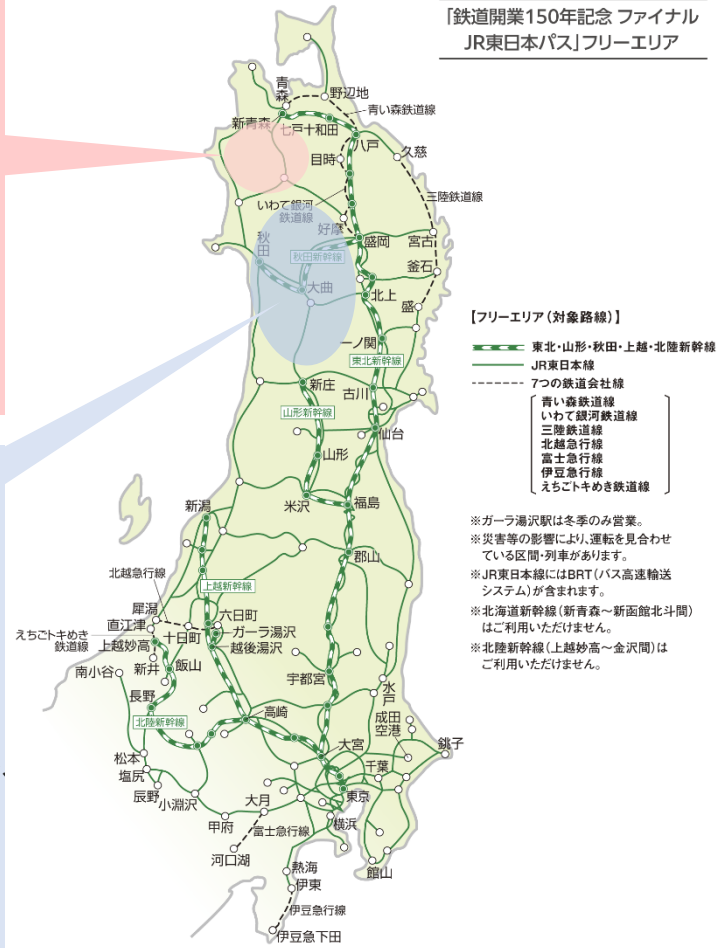 「鉄道開業150年記念 ファイナル
JR東日本パス」フリーエリア
青森
野辺地
青い森鉄道線
新青森
七戸十和田
八戸
久慈
目時
三陸鉄道線
いわて銀河
鉄道線
好摩
盛岡
宮古
秋田
秋田新幹線
釜石
大曲
北上
盛
一ノ関
東北新幹線
新庄
古川
山形新幹線
仙台
山形
米沢
福島
新潟
郡山
北越急行線
上越新幹線
犀潟
六日町
直江津
十日町
ガーラ湯沢
えちごトキめき
鉄道線
上越妙高
越後湯沢
新井
飯山
南小谷
宇都宮
水戸
長野
高崎
北陸新幹線
成田
空港
大宮
銚子
松本
千葉
塩尻
辰野
小淵沢
大月
東京
甲府
富士急行線
横浜
河口湖
熱海
館山
伊東
伊豆急行線
伊豆急下田
【フリーエリア(対象路線)】
東北・山形・秋田・上越・北陸新幹線
JR東日本線
7つの鉄道会社線
青い森鉄道線
いわて銀河鉄道線
三陸鉄道線
北越急行線
富士急行線
伊豆急行線
えちごトキめき鉄道線
※ガーラ湯沢駅は冬季のみ営業。
※災害等の影響により、運転を見合わせ
ている区間・列車があります。
※JR東日本線にはBRT(バス高速輸送
システム)が含まれます。
※北海道新幹線(新青森〜新函館北斗間)
はご利用いただけません。
※北陸新幹線(上越妙高〜金沢間)は
ご利用いただけません。